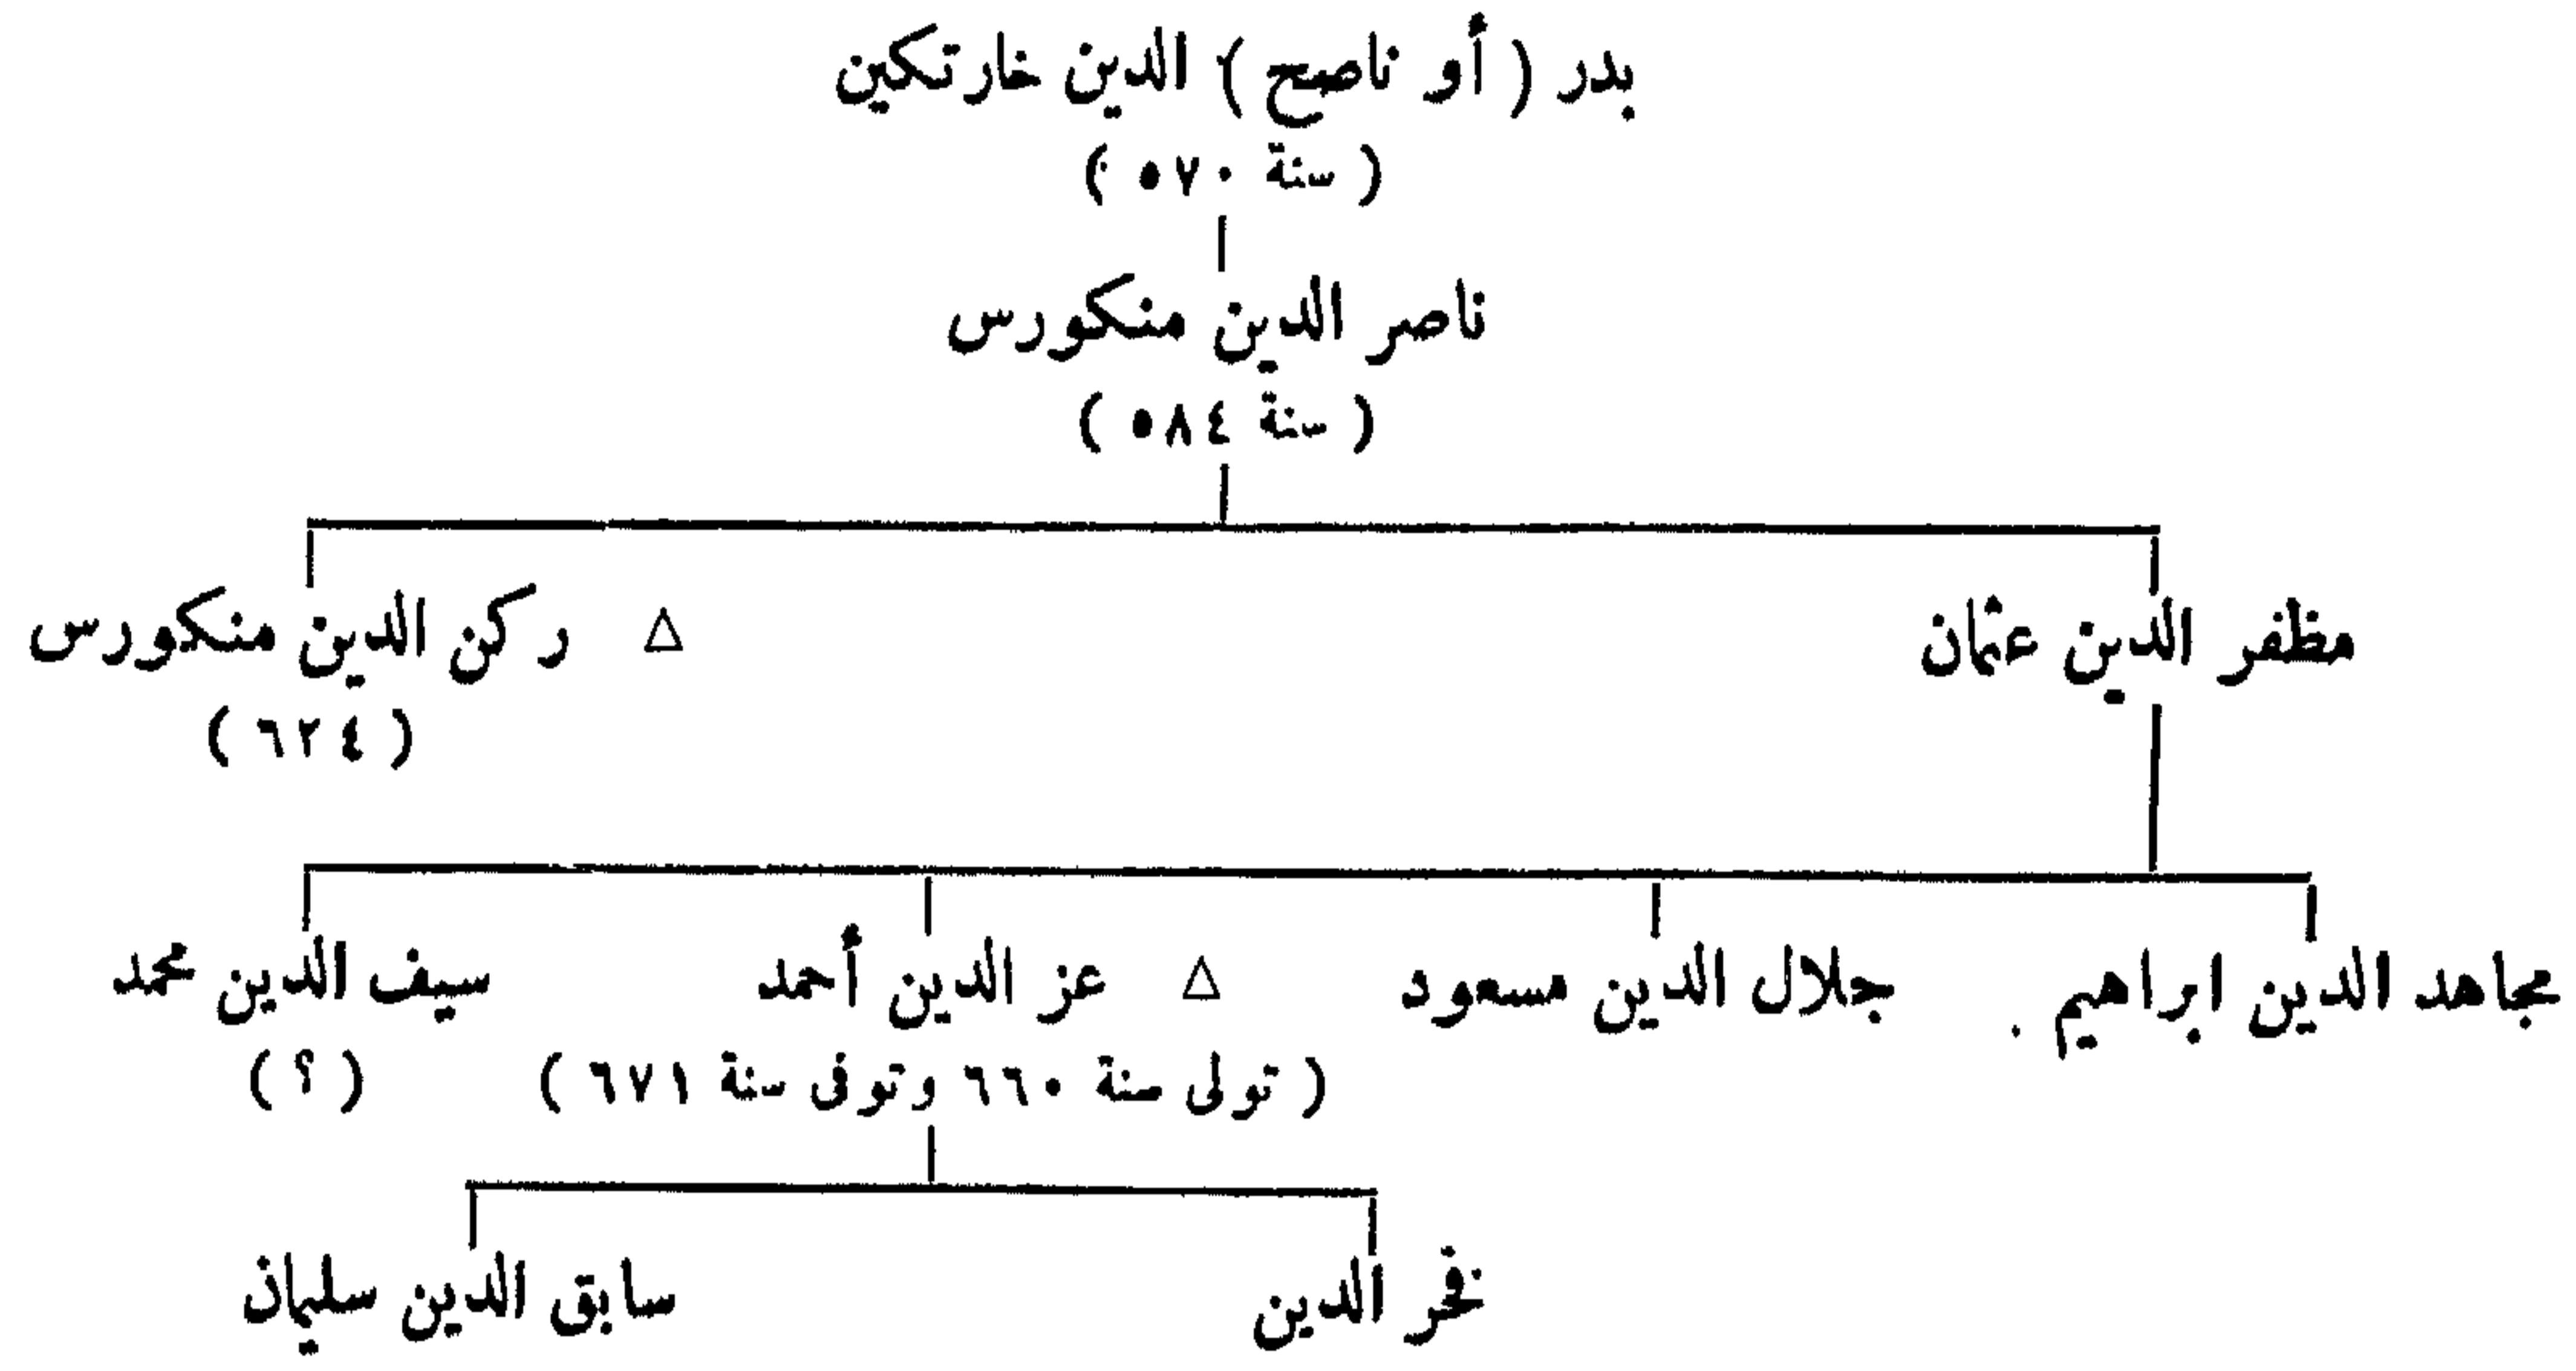 بدر ( أو ناصح ) الدين خارتكين
( سنة ٥٧٠ )
ناصر الدين منكورس
( سنة ٥٨٤ )
مظفر الدين عثمان △ ركن الدين منكورس
( ٦٢٤ )
مجاهد الدين ابراهيم . جلال الدين مسعود △ عز الدين أحمد سيف الدين محمد
( تولى سنة ٦٦٠ وتوفى سنة ٦٧١ ) ( ؟ )
فخر الدين سابق الدين سليمان